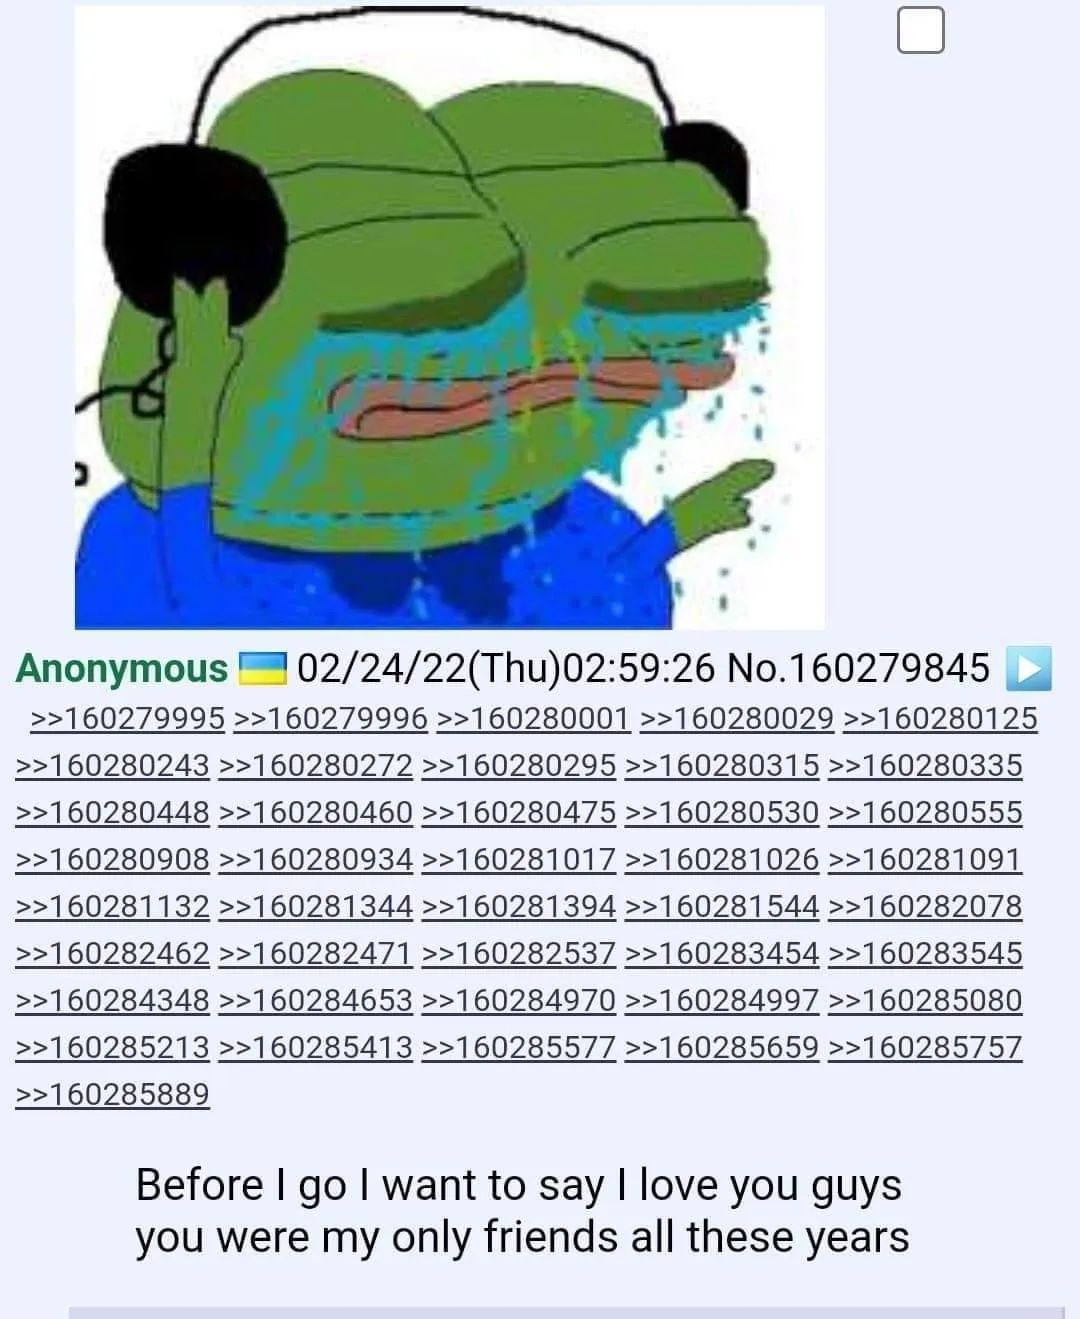 Anonymous 02/24/22(Thu)02:59:26 No.160279845
>>160279995 >>160279996 >>160280001 >>160280029 >>160280125
>>160280243 >>160280272 >>160280295 >>160280315 >>160280335
>>160280448 >>160280460 >>160280475 >>160280530 >>160280555
>>160280908 >>160280934 >>160281017 >>160281026 >>160281091
>>160281132 >>160281344 >>160281394 >>160281544 >>160282078
>>160282462 >>160282471 >>160282537 >>160283454 >>160283545
>>160284348 >>160284653 >>160284970 >>160284997 >>160285080
>>160285213 >>160285413 >>160285577 >>160285659 >>160285757
>>160285889
Before I go I want to say I love you guys
you were my only friends all these years